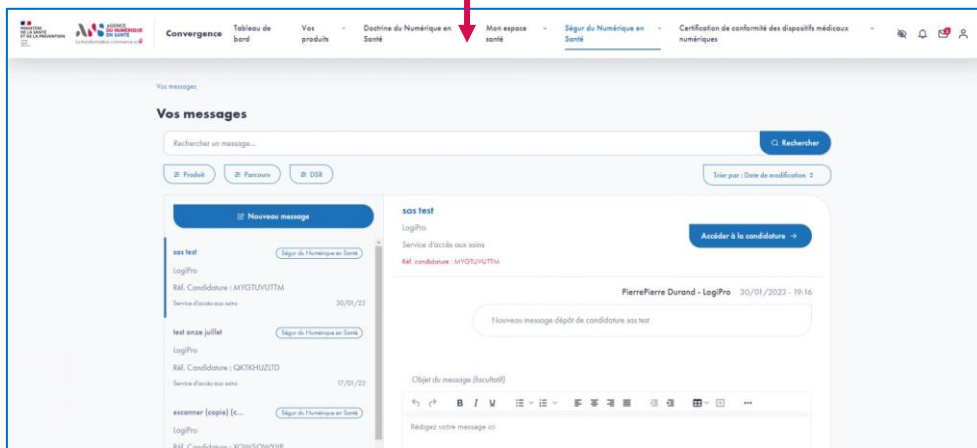 MINISTÈRE
DE LA SANTÉ
ET DE LA PRÉVENTION
AGENCE
DU NUMÉRIQUE
EN SANTÉ
La transformation commence ici
Convergence
Tableau de
bord
Vos
produits
Doctrine du Numérique en
Santé
Mon espace
santé
Ségur du Numérique en
Santé
Certification de conformité des dispositifs médicaux
numériques
Vos messages
Vos messages
Rechercher un message...
Rechercher
Produit
Parcours
DSR
Trier par : Date de modification
Nouveau message
sas test
Ségur du Numérique en Santé
LogiPro
Réf. Candidature : MYGTUVUTTM
Service d'accès aux soins
30/01/23
test onze juillet
Ségur du Numérique en Santé
LogiPro
Réf. Candidature : QKTKHUZLTD
Service d'accès aux soins
17/01/23
esconner (copie) (c...
Ségur du Numérique en Santé
LogiPro
sas test
LogiPro
Service d'accès aux soins
Réf. candidature : MYGTUVUTTM
Accéder à la candidature →
PierrePierre Durand - LogiPro 30/01/2023 - 19:16
Nouveau message dépôt de candidature sas test
Objet du message (facultatif)
B I U
Rédigez votre message ici